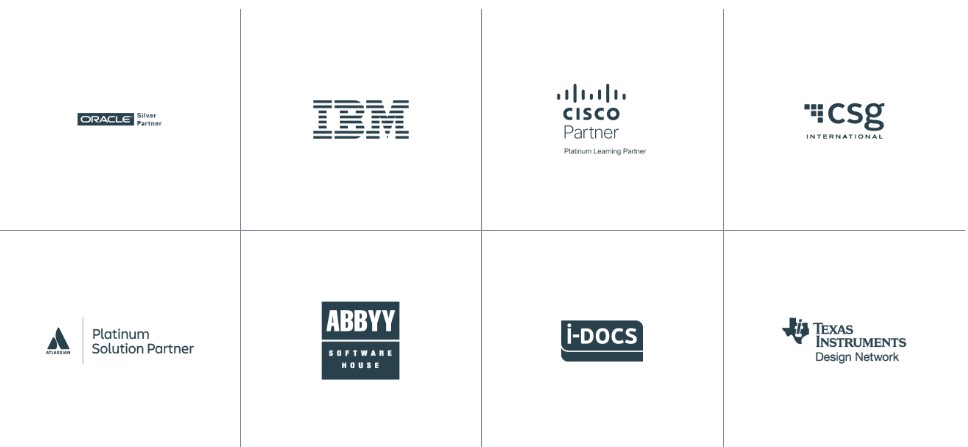 ORACLE Silver
Partner
IBM
CISCO
Partner
Platinum Learning Partner
csg
INTERNATIONAL
ATLASSIAN
Platinum
Solution Partner
ABBYY
SOFTWARE
HOUSE
i-DOCS
TEXAS
INSTRUMENTS
Design Network